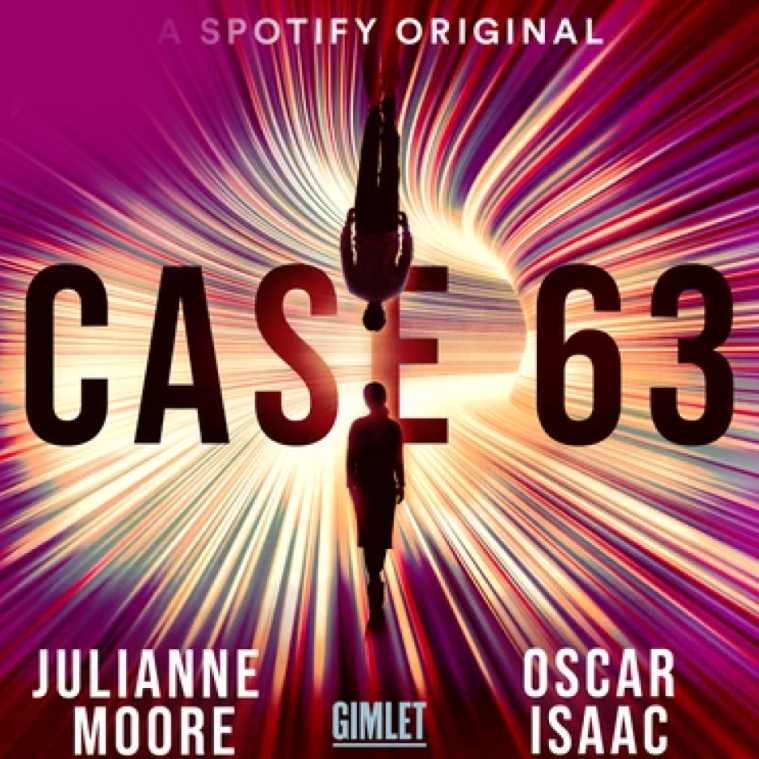 A SPOTIFY ORIGINAL
CASE 63
JULIANNE
MOORE
GIMLET
OSCAR
ISAAC